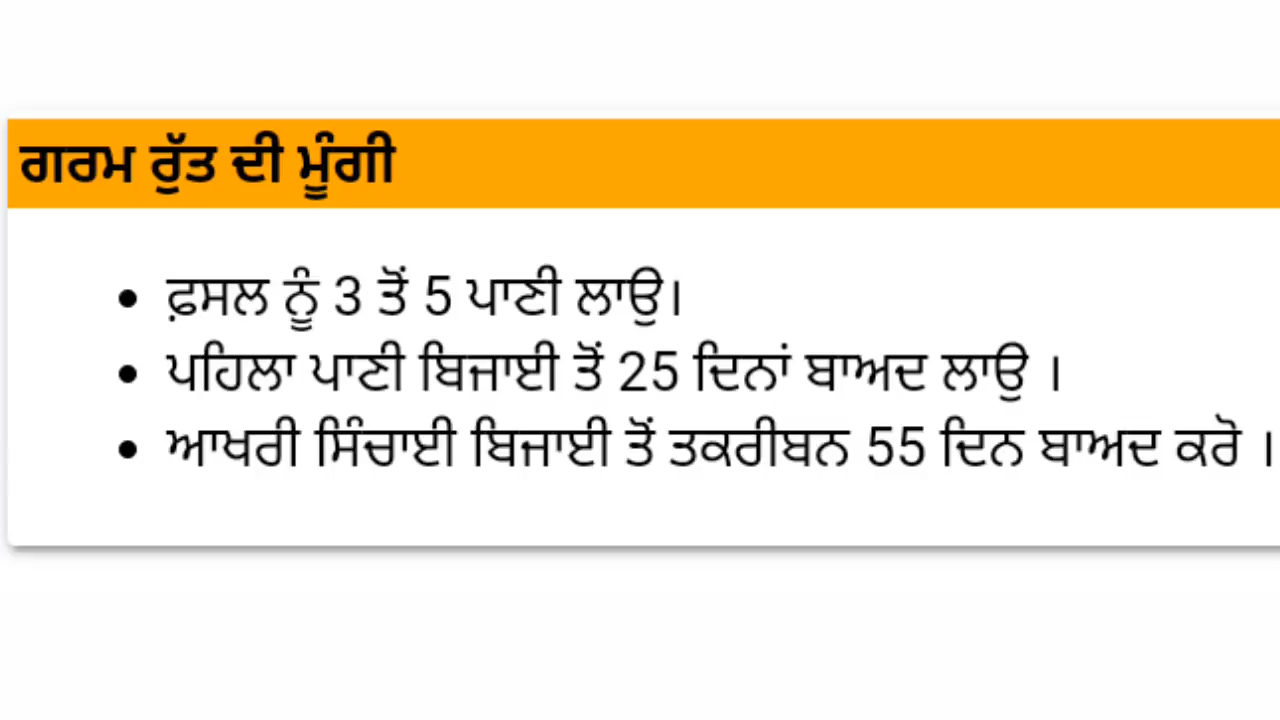 ਗਰਮ ਰੁੱਤ ਦੀ ਮੂੰਗੀ
• ਫ਼ਸਲ ਨੂੰ 3 ਤੋਂ 5 ਪਾਣੀ ਲਾਉ।
• ਪਹਿਲਾ ਪਾਣੀ ਬਿਜਾਈ ਤੋਂ 25 ਦਿਨਾਂ ਬਾਅਦ ਲਾਉ ।
• ਆਖਰੀ ਸਿੰਚਾਈ ਬਿਜਾਈ ਤੋਂ ਤਕਰੀਬਨ 55 ਦਿਨ ਬਾਅਦ ਕਰੋ ।